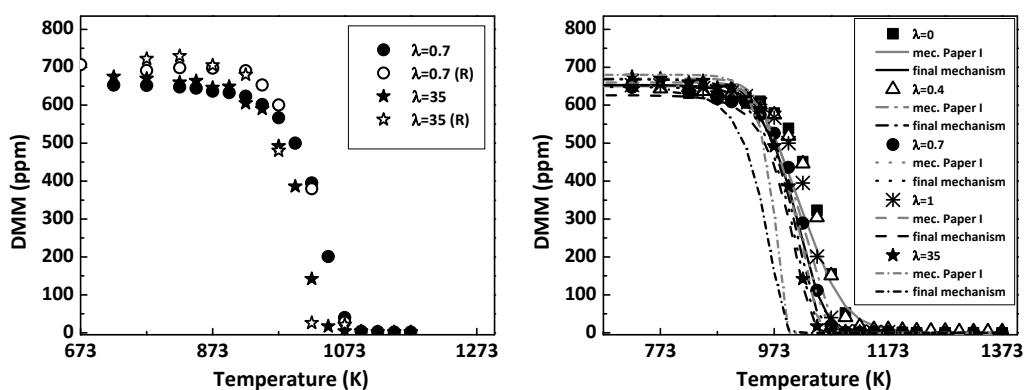 800
700
600
500
400
300
200
100
0
DMM (ppm)
673
873
1073
1273
Temperature (K)
λ=0.7
λ=0.7 (R)
λ=35
λ=35 (R)
800
700
600
500
400
300
200
100
0
DMM (ppm)
773
973
1173
1373
Temperature (K)
λ=0
mec. Paper I
final mechanism
λ=0.4
mec. Paper I
final mechanism
λ=0.7
mec. Paper I
final mechanism
λ=1
mec. Paper I
final mechanism
λ=35
mec. Paper I
final mechanism